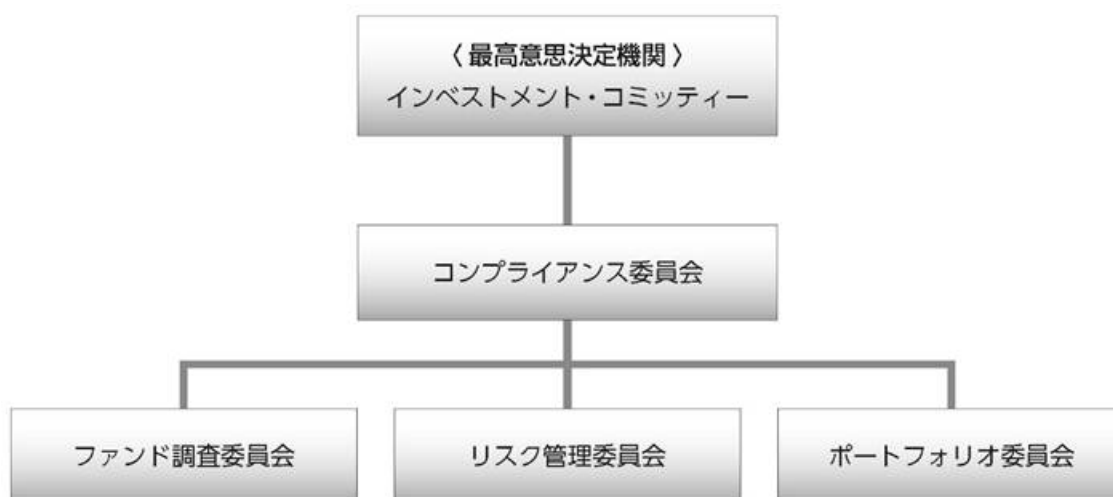 〈 最高意思決定機関 〉
インベストメント・コミッティー
コンプライアンス委員会
ファンド調査委員会
リスク管理委員会
ポートフォリオ委員会